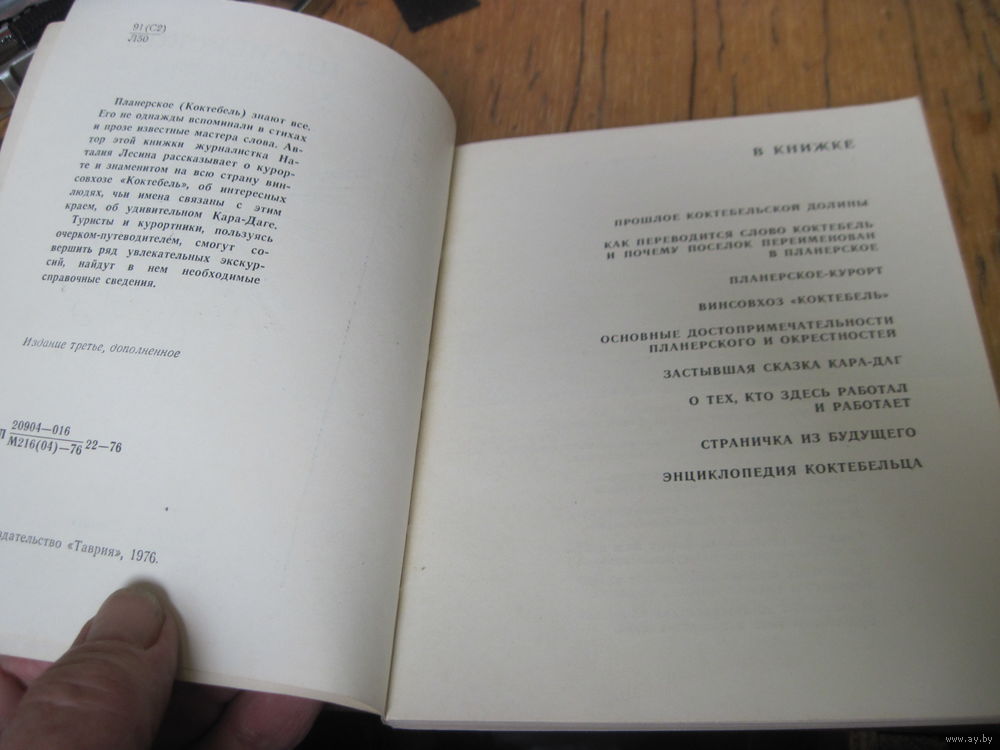 91(С2)
Л50
Планерское (Коктебель) знают все.
Его не однажды вспоминали в стихах
и прозе известные мастера слова. Ав-
тор этой книжки журналистка На-
талия Лесина рассказывает о курор-
те и знаменитом на всю страну вин-
совхозе «Коктебель», об интересных
людях, чьи имена связаны с этим
краем, об удивительном Кара-Даге.
Туристы и курортники, пользуясь
очерком-путеводителем, смогут со-
вершить ряд увлекательных экскур-
сий, найдут в нем необходимые
справочные сведения.
Издание третье, дополненное
Л 20904—016
М216(04)—76 22—76
здательство «Таврия», 1976.
В КНИЖКЕ
ПРОШЛОЕ КОКТЕБЕЛЬСКОЙ ДОЛИНЫ
КАК ПЕРЕВОДИТСЯ СЛОВО КОКТЕБЕЛЬ
И ПОЧЕМУ ПОСЕЛОК ПЕРЕИМЕНОВАН
В ПЛАНЕРСКОЕ
ПЛАНЕРСКОЕ-КУРОРТ
ВИНСОВХОЗ «КОКТЕБЕЛЬ»
ОСНОВНЫЕ ДОСТОПРИМЕЧАТЕЛЬНОСТИ
ПЛАНЕРСКОГО И ОКРЕСТНОСТЕЙ
ЗАСТЫВШАЯ СКАЗКА КАРА-ДАГ
О ТЕХ, КТО ЗДЕСЬ РАБОТАЛ
И РАБОТАЕТ
СТРАНИЧКА ИЗ БУДУЩЕГО
ЭНЦИКЛОПЕДИЯ КОКТЕБЕЛЬЦА
www.ay.by